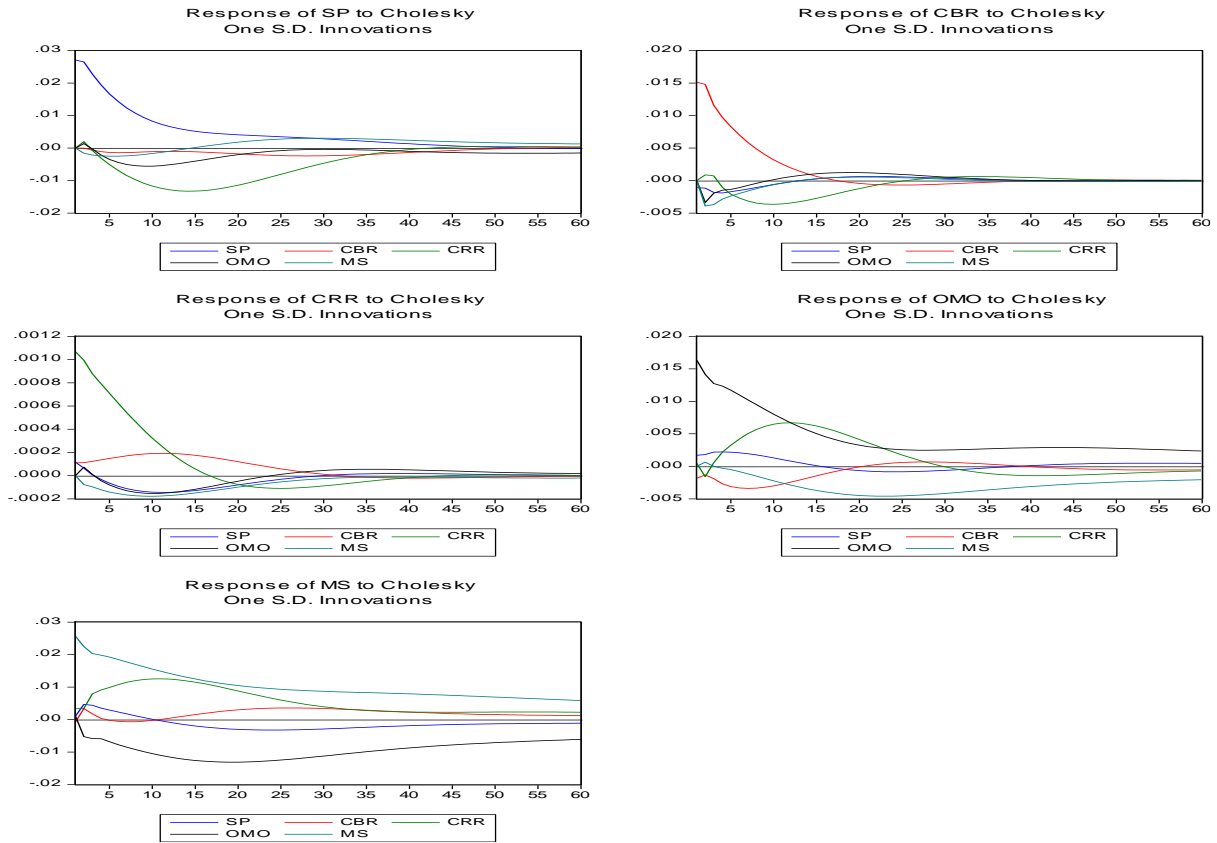 Response of SP to Cholesky
One S.D. Innovations
.03
.02
.01
.00
-.01
-.02
5 10 15 20 25 30 35 40 45 50 55 60
SP CBR CRR
OMO MS
Response of CBR to Cholesky
One S.D. Innovations
.020
.015
.010
.005
.000
-.005
5 10 15 20 25 30 35 40 45 50 55 60
SP CBR CRR
OMO MS
Response of CRR to Cholesky
One S.D. Innovations
.0012
.0010
.0008
.0006
.0004
.0002
.0000
-.0002
5 10 15 20 25 30 35 40 45 50 55 60
SP CBR CRR
OMO MS
Response of OMO to Cholesky
One S.D. Innovations
.020
.015
.010
.005
.000
-.005
5 10 15 20 25 30 35 40 45 50 55 60
SP CBR CRR
OMO MS
Response of MS to Cholesky
One S.D. Innovations
.03
.02
.01
.00
-.01
-.02
5 10 15 20 25 30 35 40 45 50 55 60
SP CBR CRR
OMO MS